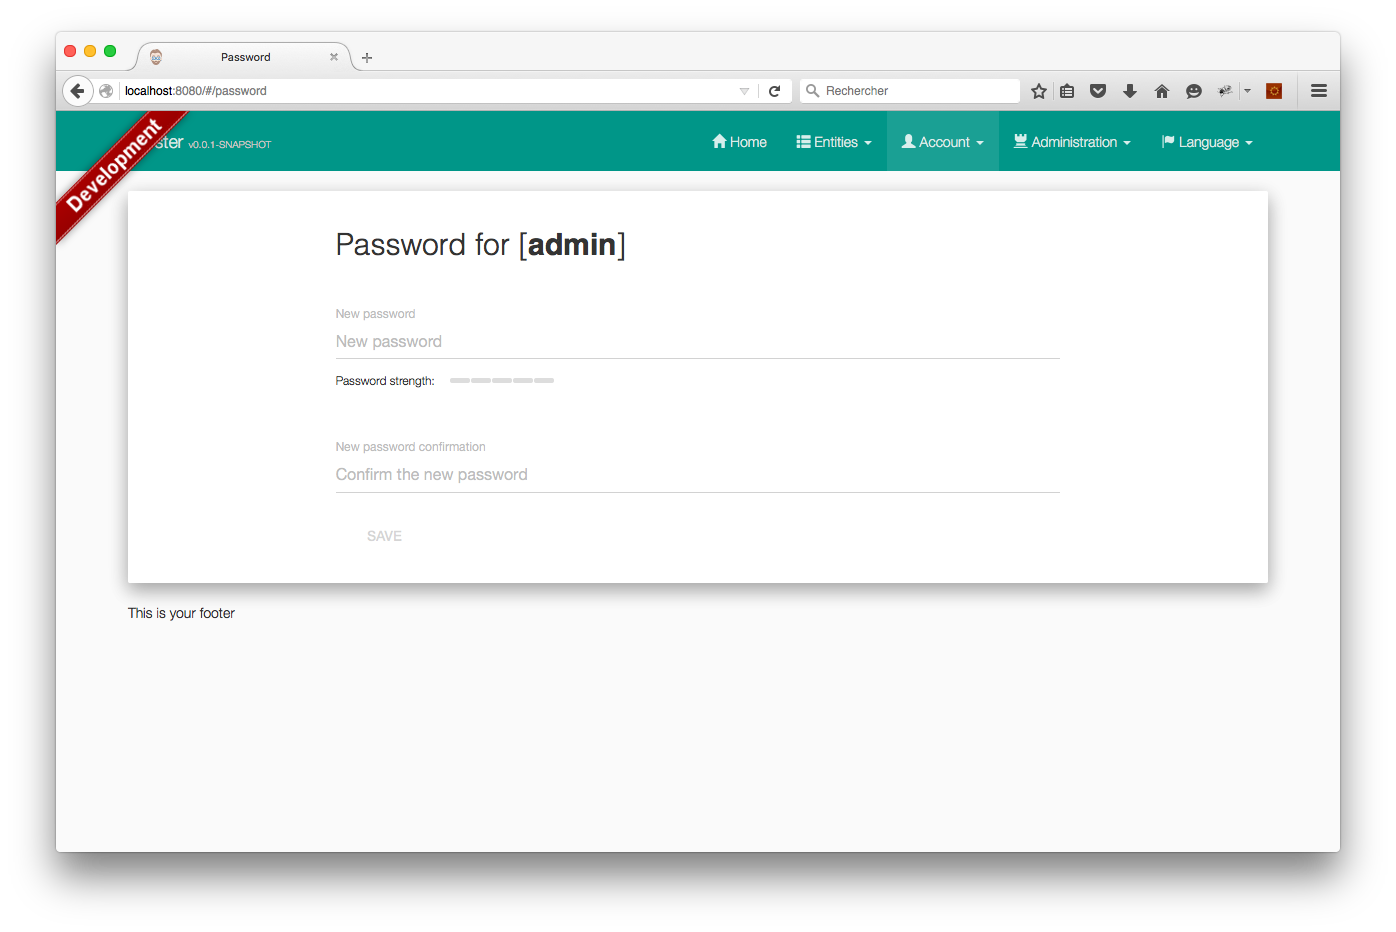 Password
localhost:8080/#/password
Rechercher
Development
ster v0.0.1-SNAPSHOT
Home
Entities
Account
Administration
Language
Password for [admin]
New password
New password
Password strength:
New password confirmation
Confirm the new password
SAVE
This is your footer